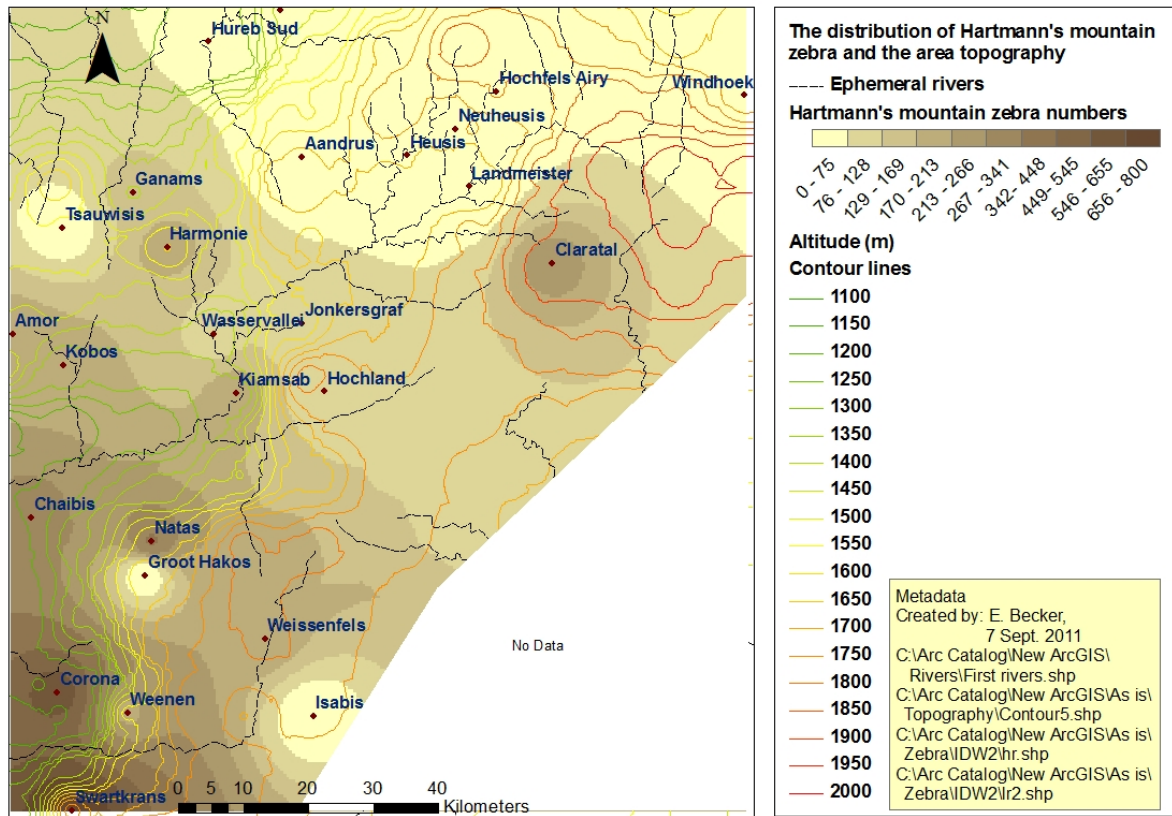 N
Hureb Sud
Hochfels Airy
Windhoek
Neuheusis
Aandrus
Heusis
Landmeister
Ganams
Tsauwisis
Harmonie
Claratal
Amor
Wasservallei
Jonkersgraf
Kobos
Kiamsab
Hochland
Chaibis
Natas
Groot Hakos
Weissenfels
No Data
Corona
Weenen
Isabis
Swartkrans
0 5 10 20 30 40
Kilometers
The distribution of Hartmann's mountain
zebra and the area topography
Ephemeral rivers
Hartmann's mountain zebra numbers
0 - 75
76 - 128
129 - 169
170 - 213
213 - 266
267 - 341
342- 448
449- 545
546 - 655
656 - 800
Altitude (m)
Contour lines
1100
1150
1200
1250
1300
1350
1400
1450
1500
1550
1600
1650
1700
1750
1800
1850
1900
1950
2000
Metadata
Created by: E. Becker,
7 Sept. 2011
C:\Arc Catalog\New ArcGIS\
Rivers\First rivers.shp
C:\Arc Catalog\New ArcGIS\As is\
Topography\Contour5.shp
C:\Arc Catalog\New ArcGIS\As is\
Zebra\IDW2\hr.shp
C:\Arc Catalog\New ArcGIS\As is\
Zebra\IDW2\lr2.shp